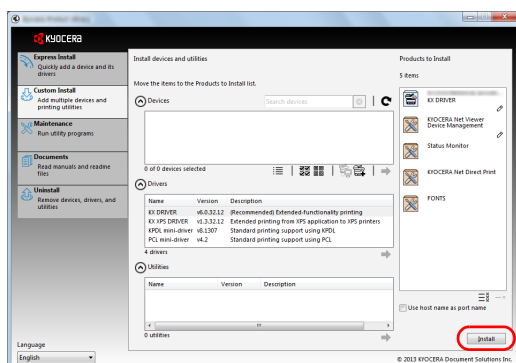 KYOCERA
Express Install
Quickly add a device and its
drivers
Custom Install
Add multiple devices and
printing utilities
Maintenance
Run utility programs
Documents
Read manuals and readme
files
Uninstall
Remove devices, drivers, and
utilities
Language
English
Install devices and utilities
Move the items to the Products to Install list.
Devices
Search devices
0 of 0 devices selected
Drivers
Name Version Description
KX DRIVER v6.0.32.12 (Recommended) Extended-functionality printing
KX XPS DRIVER v1.3.32.12 Extended printing from XPS application to XPS printers
KPDL mini-driver v8.1307 Standard printing support using KPDL
PCL mini-driver v4.2 Standard printing support using PCL
4 drivers
Utilities
Name Version Description
0 utilities
Products to Install
5 items
KX DRIVER
KYOCERA Net Viewer
Device Management
Status Monitor
KYOCERA Net Direct Print
FONTS
Use host name as port name
Install
© 2013 KYOCERA Document Solutions Inc.